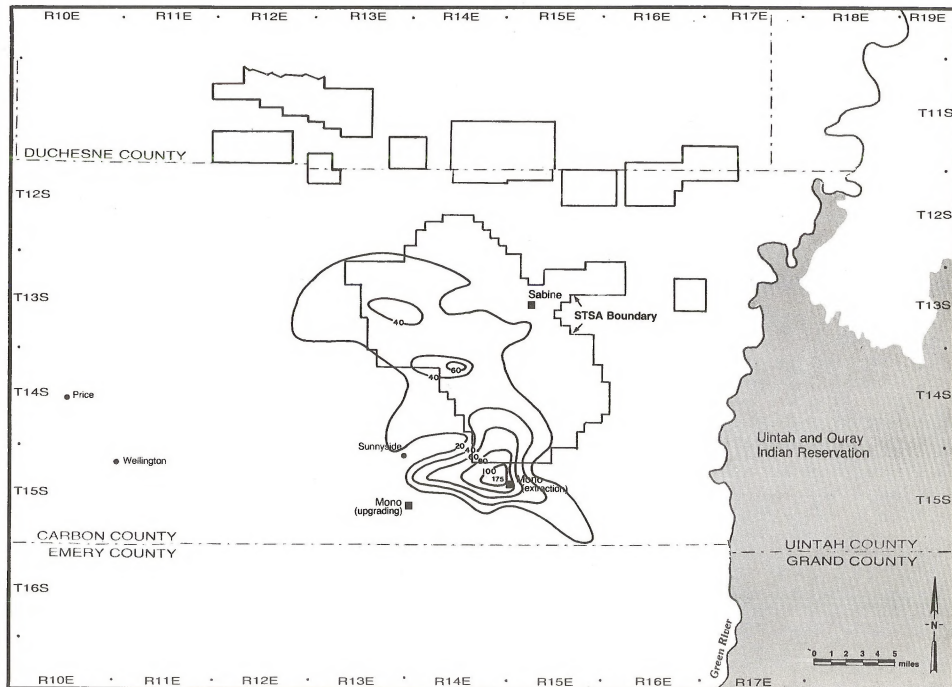 R10E R11E R12E R13E R14E R15E R16E R17E R18E R19E
T11S
DUCHESNE COUNTY
T12S
T12S
T13S
Sabine
T13S
STSA Boundary
40
60
40
T14S
T14S
Price
Sunnyside
20
40
60
80
100
175
Wellington
Mono
(extraction)
Uintah and Ouray
Indian Reservation
T15S
T15S
Mono
(upgrading)
CARBON COUNTY
EMERY COUNTY
UINTAH COUNTY
GRAND COUNTY
T16S
N
Green River
0 1 2 3 4 5
miles
R10E R11E R12E R13E R14E R15E R16E R17E